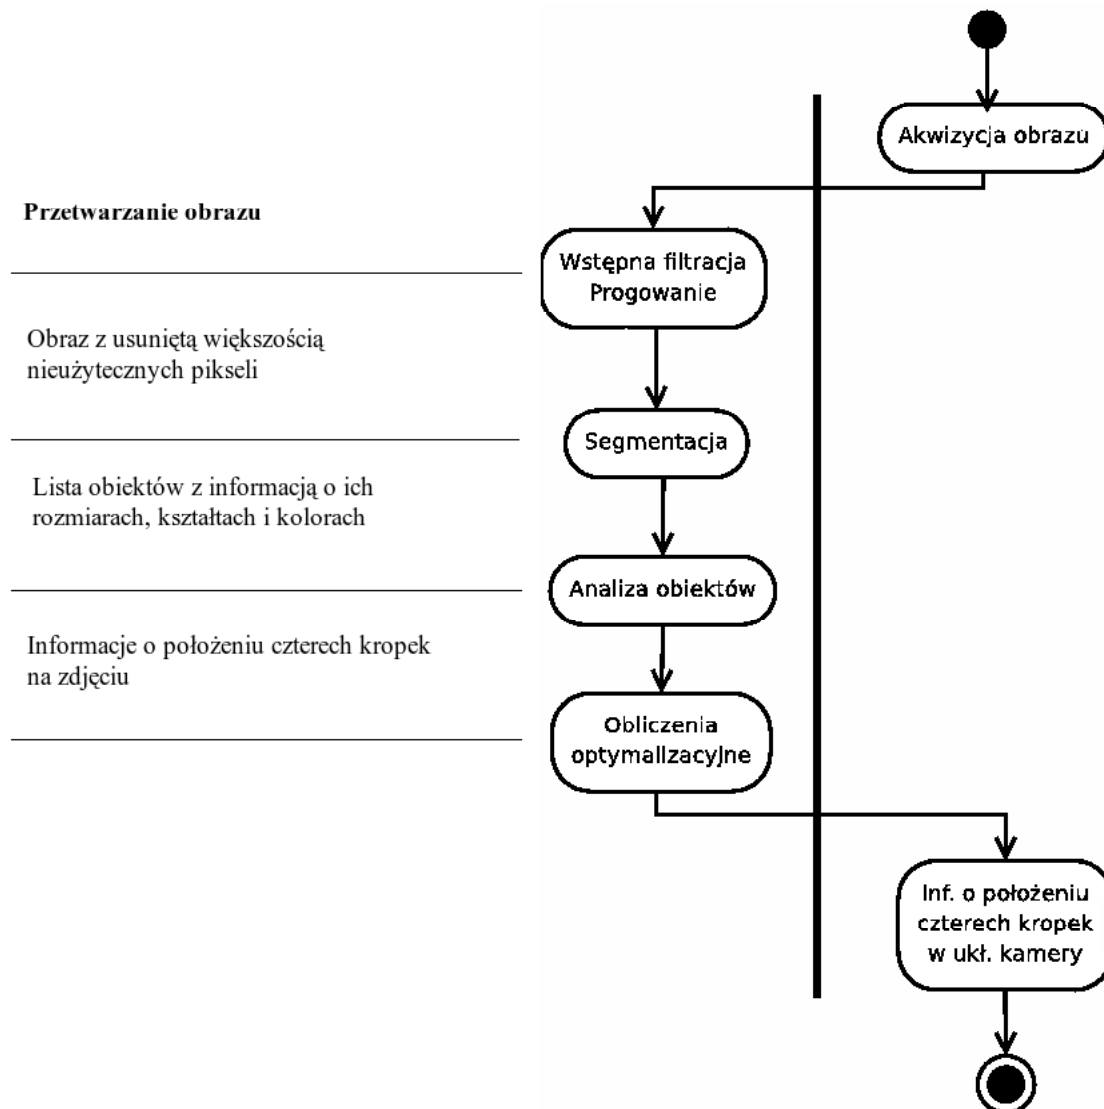 Akwizycja obrazu
Przetwarzanie obrazu
Wstępna filtracja
Progowanie
Obraz z usuniętą większością
nieużytecznych pikseli
Segmentacja
Lista obiektów z informacją o ich
rozmiarach, kształtach i kolorach
Analiza obiektów
Informacje o położeniu czterech kropek
na zdjęciu
Obliczenia
optymalizacyjne
Inf. o położeniu
czterech kropek
w ukł. kamery